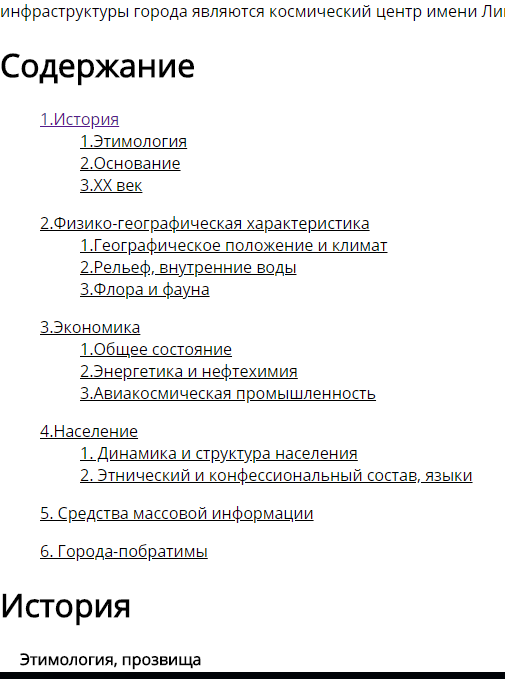 инфраструктуры города являются космический центр имени
Содержание
1.История
1.Этимология
2.Основание
3.XX век
2.Физико-географическая характеристика
1.Географическое положение и климат
2.Рельеф, внутренние воды
3.Флора и фауна
3.Экономика
1.Общее состояние
2.Энергетика и нефтехимия
3.Авиакосмическая промышленность
4.Население
1. Динамика и структура населения
2. Этнический и конфессиональный состав, языки
5. Средства массовой информации
6. Города-побратимы
История
Этимология, прозвища